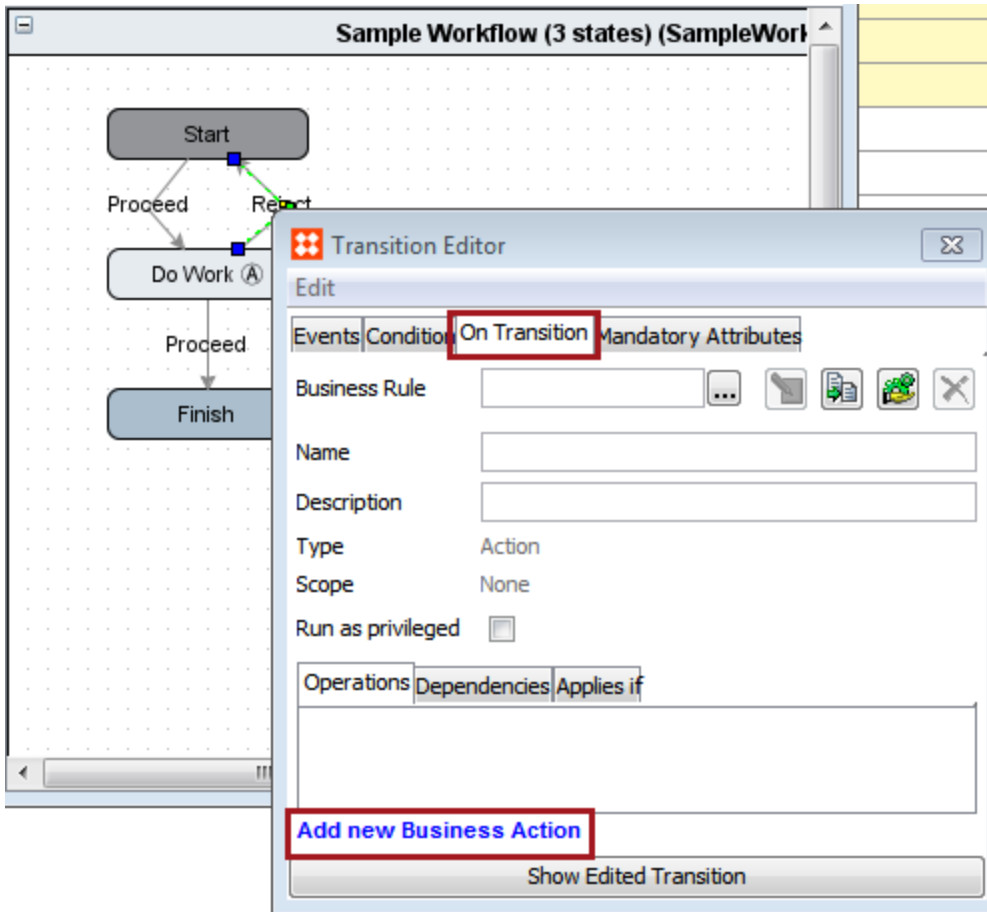 Sample Workflow (3 states) (SampleWork
Start
Proceed
Reject
Do Work Ⓐ
Proceed
Finish
Transition Editor
Edit
Events Condition On Transition Mandatory Attributes
Business Rule ...
Name
Description
Type Action
Scope None
Run as privileged
Operations Dependencies Applies if
Add new Business Action
Show Edited Transition